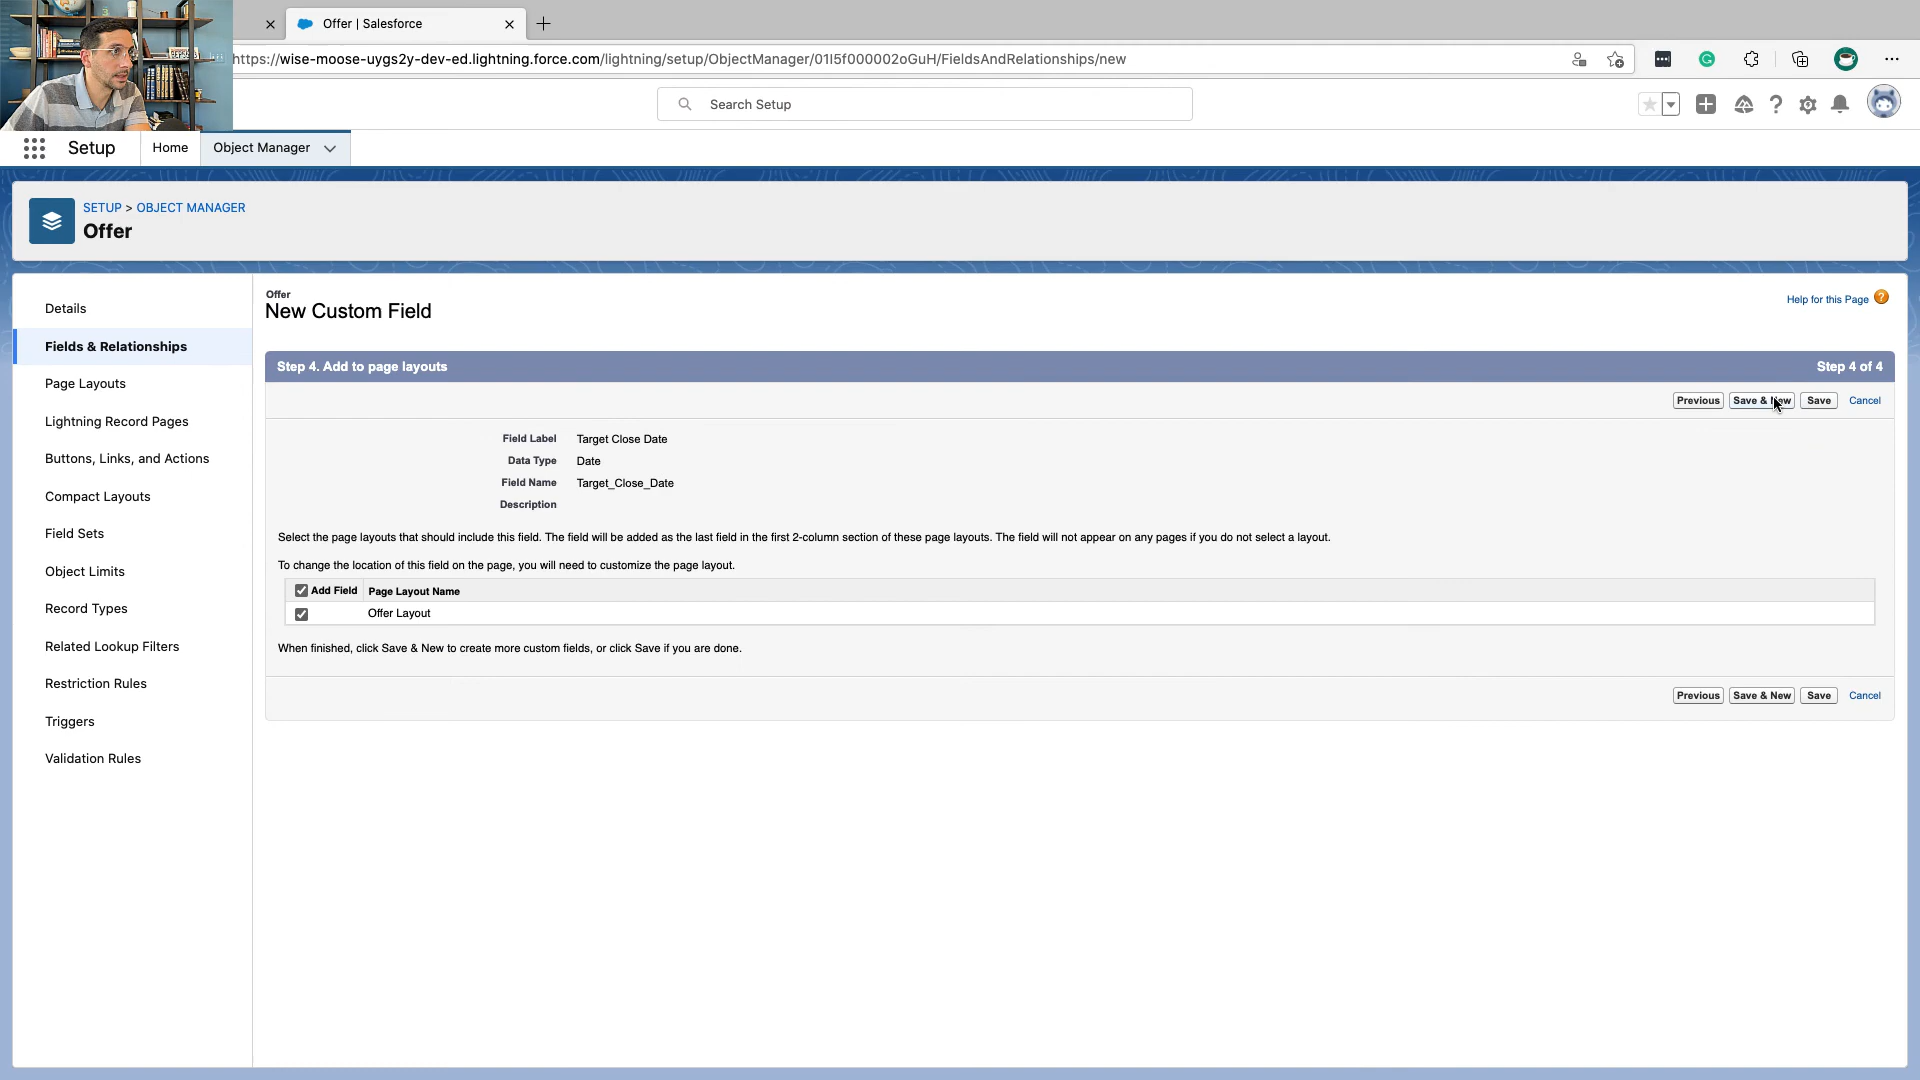 Offer | Salesforce
https://wise-moose-uygs2y-dev-ed.lightning.force.com/lightning/setup/ObjectManager/01I5f000002oGuH/FieldsAndRelationships/new
Search Setup
Setup
Home
Object Manager
SETUP > OBJECT MANAGER
Offer
Details
Fields & Relationships
Page Layouts
Lightning Record Pages
Buttons, Links, and Actions
Compact Layouts
Field Sets
Object Limits
Record Types
Related Lookup Filters
Restriction Rules
Triggers
Validation Rules
Offer
New Custom Field
Help for this Page ?
Step 4. Add to page layouts Step 4 of 4
Previous Save & New Save Cancel
Field Label Target Close Date
Data Type Date
Field Name Target_Close_Date
Description
Select the page layouts that should include this field. The field will be added as the last field in the first 2-column section of these page layouts. The field will not appear on any pages if you do not select a layout.
To change the location of this field on the page, you will need to customize the page layout.
Add Field Page Layout Name
Offer Layout
When finished, click Save & New to create more custom fields, or click Save if you are done.
Previous Save & New Save Cancel